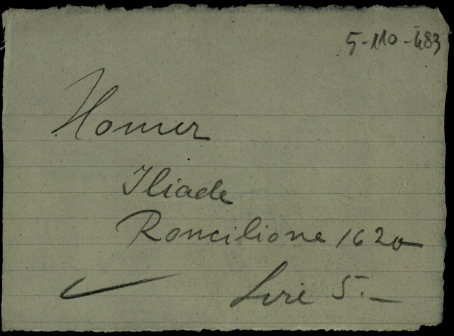 5-110-483
Homer
Iliade
Roncilione 1620
Lire 5.-